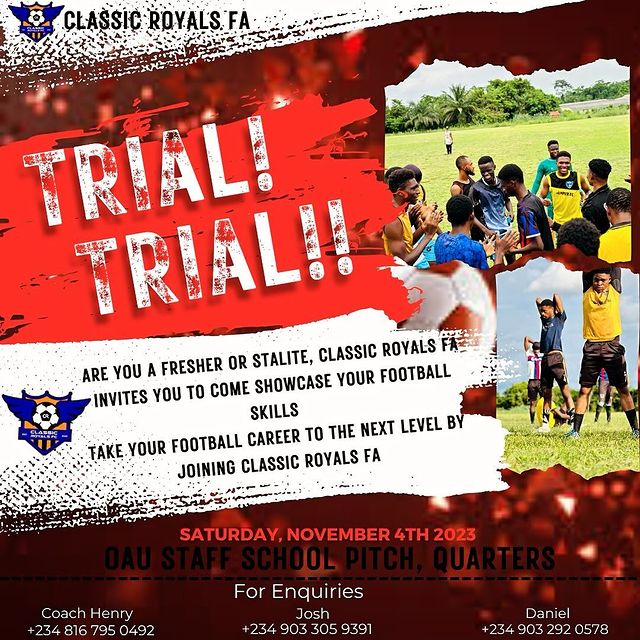 CLASSIC ROYALS FA
TRIAL!
TRIAL!!
ARE YOU A FRESHER OR STALITE, CLASSIC ROYALS FA
INVITES YOU TO COME SHOWCASE YOUR FOOTBALL
SKILLS
TAKE YOUR FOOTBALL CAREER TO THE NEXT LEVEL BY
JOINING CLASSIC ROYALS FA
CLASSIC
ROYALS FC
SATURDAY, NOVEMBER 4TH 2023
OAU STAFF SCHOOL PITCH, QUARTERS
For Enquiries
Coach Henry
+234 816 795 0492
Josh
+234 903 305 9391
Daniel
+234 903 292 0578